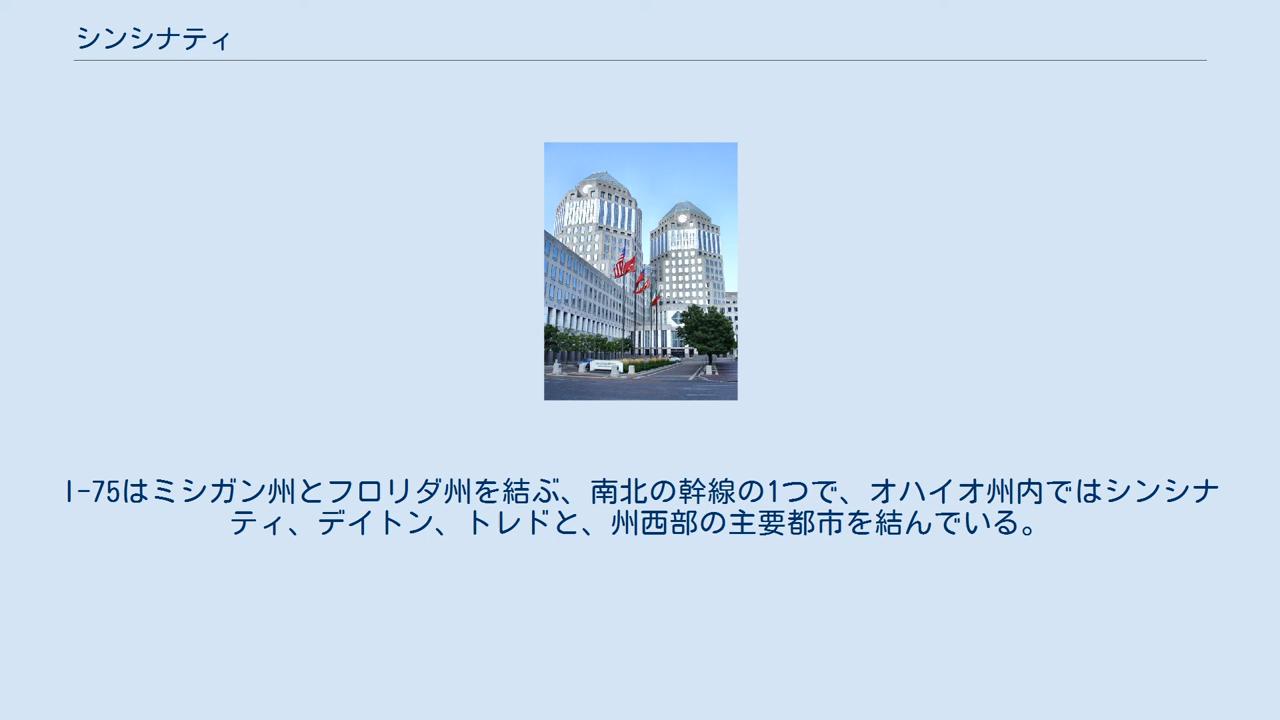 シンシナティ
I-75はミシガン州とフロリダ州を結ぶ、南北の幹線の1つで、オハイオ州内ではシンシナ
ティ、デイトン、トレドと、州西部の主要都市を結んでいる。